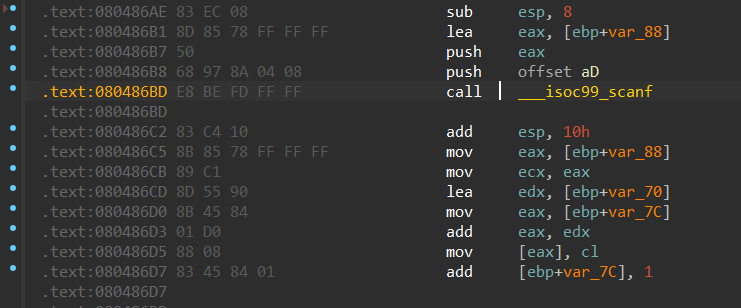 .text:080486AE 83 EC 08 sub esp, 8
.text:080486B1 8D 85 78 FF FF FF lea eax, [ebp+var_88]
.text:080486B7 50 push eax
.text:080486B8 68 97 8A 04 08 push offset aD
.text:080486BD E8 BE FD FF FF call ___isoc99_scanf
.text:080486BD
.text:080486C2 83 C4 10 add esp, 10h
.text:080486C5 8B 85 78 FF FF FF mov eax, [ebp+var_88]
.text:080486CB 89 C1 mov ecx, eax
.text:080486CD 8D 55 90 lea edx, [ebp+var_70]
.text:080486D0 8B 45 84 mov eax, [ebp+var_7C]
.text:080486D3 01 D0 add eax, edx
.text:080486D5 88 08 mov [eax], cl
.text:080486D7 83 45 84 01 add [ebp+var_7C], 1
.text:080486D7